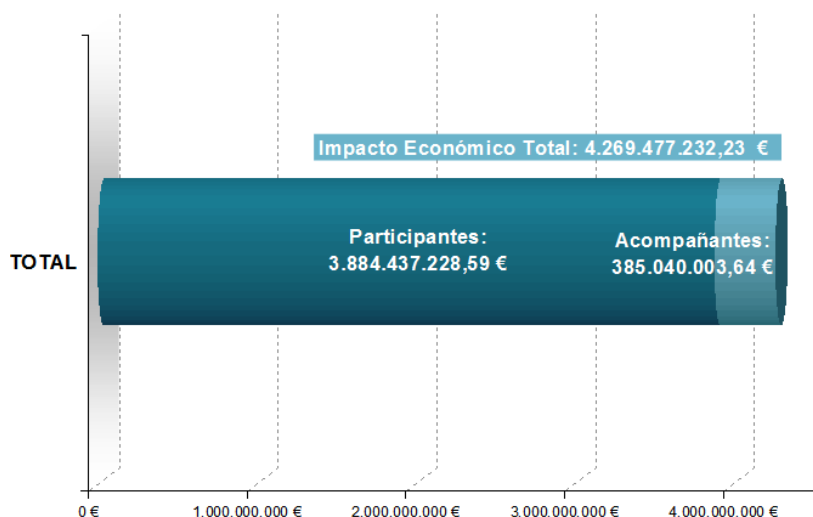 Impacto Económico Total: 4.269.477.232,23 €
TOTAL
Participantes:
3.884.437.228,59 €
Acompañantes:
385.040.003,64 €
0 €
1.000.000.000 €
2.000.000.000 €
3.000.000.000 €
4.000.000.000 €